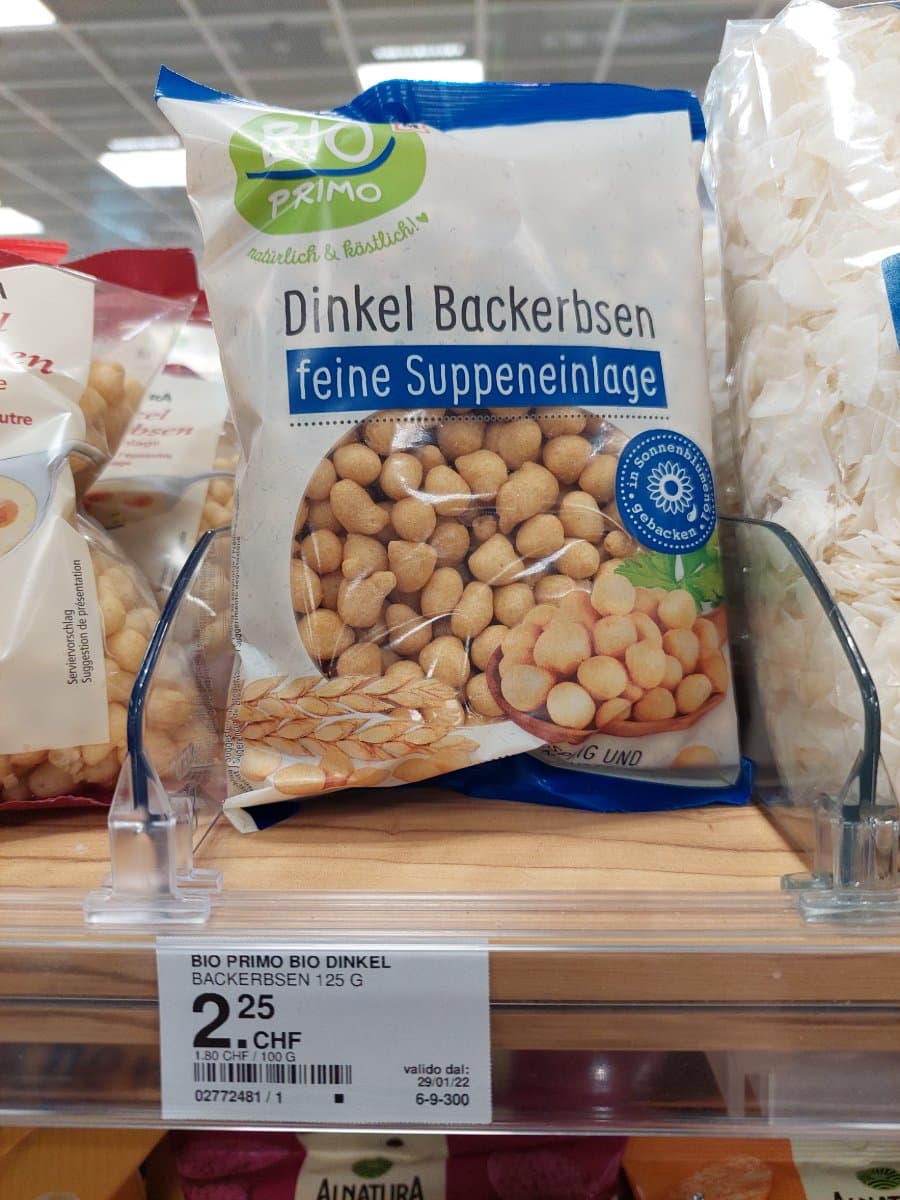 BIO
PRIMO
natürlich & köstlich!
Dinkel Backerbsen
feine Suppeneinlage
in Sonnenblumenöl
gebacken
UND
utre
Serviervorschlag
Suggestion de présentation
BIO PRIMO BIO DINKEL
BACKERBSEN 125 G
2.25
CHF
1.80 CHF / 100 G
valido dal:
29/01/22
02772481 / 1
6-9-300
ALNATURA